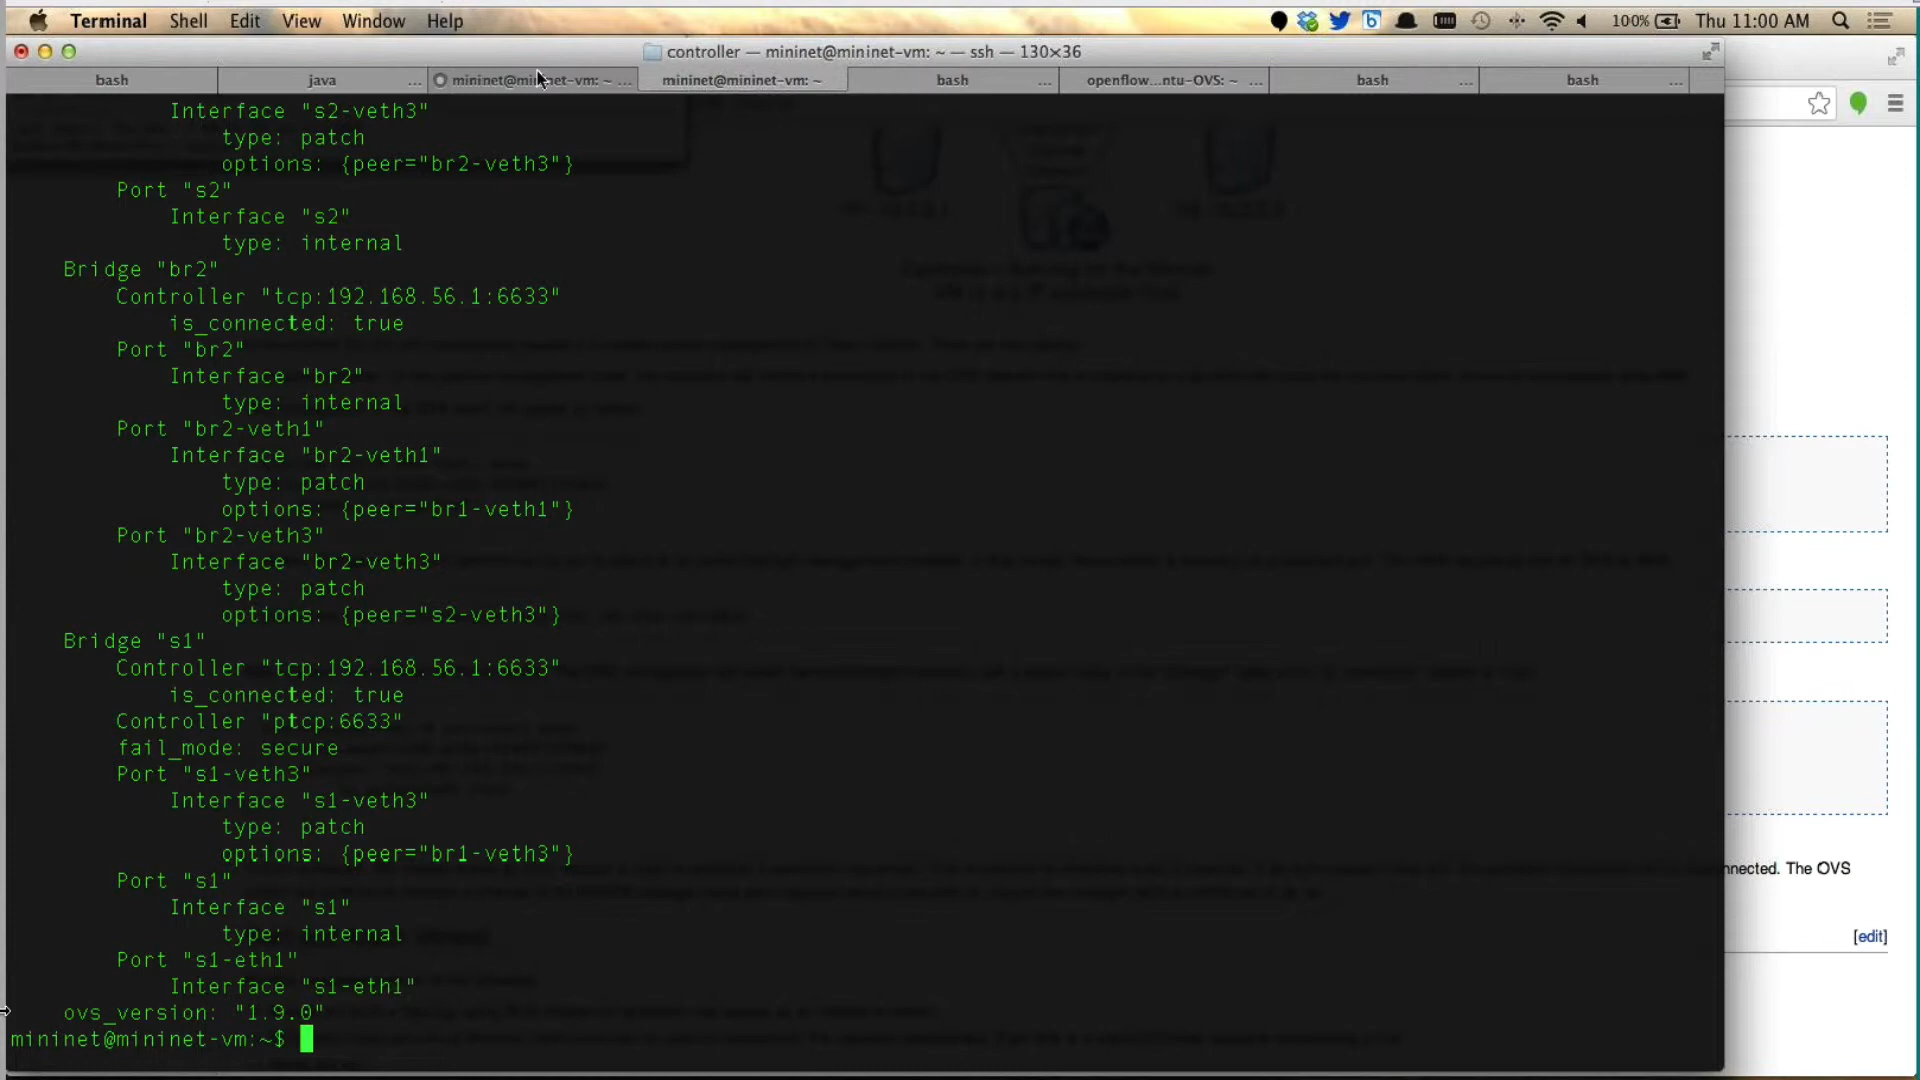 Terminal Shell Edit View Window Help 100% Thu 11:00 AM
controller — mininet@mininet-vm: ~ — ssh — 130×36
bash java ... mininet@mininet-vm: ~ ... mininet@mininet-vm: ~ bash ... openflow...ntu-OVS: ~ ... bash ... bash ...
Interface "s2-veth3"
type: patch
options: {peer="br2-veth3"}
Port "s2"
Interface "s2"
type: internal
Bridge "br2"
Controller "tcp:192.168.56.1:6633"
is_connected: true
Port "br2"
Interface "br2"
type: internal
Port "br2-veth1"
Interface "br2-veth1"
type: patch
options: {peer="br1-veth1"}
Port "br2-veth3"
Interface "br2-veth3"
type: patch
options: {peer="s2-veth3"}
Bridge "s1"
Controller "tcp:192.168.56.1:6633"
is_connected: true
Controller "ptcp:6633"
fail_mode: secure
Port "s1-veth3"
Interface "s1-veth3"
type: patch
options: {peer="br1-veth3"}
Port "s1"
Interface "s1"
type: internal
Port "s1-eth1"
Interface "s1-eth1"
ovs_version: "1.9.0"
mininet@mininet-vm:~$
nnected. The OVS
[edit]